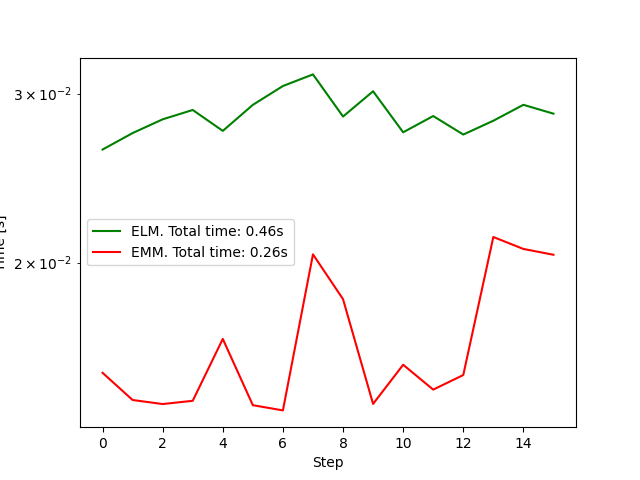 3 × 10⁻²
2 × 10⁻²
Time [s]
ELM. Total time: 0.46s
EMM. Total time: 0.26s
0 2 4 6 8 10 12 14
Step